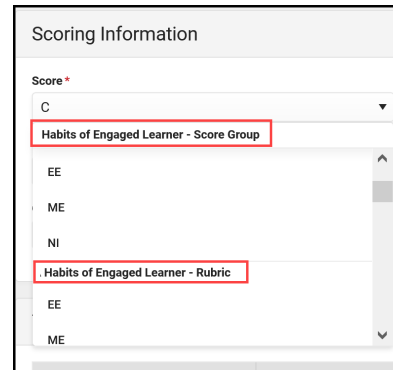 Scoring Information
Score *
C
Habits of Engaged Learner - Score Group
EE
ME
NI
Habits of Engaged Learner - Rubric
EE
ME